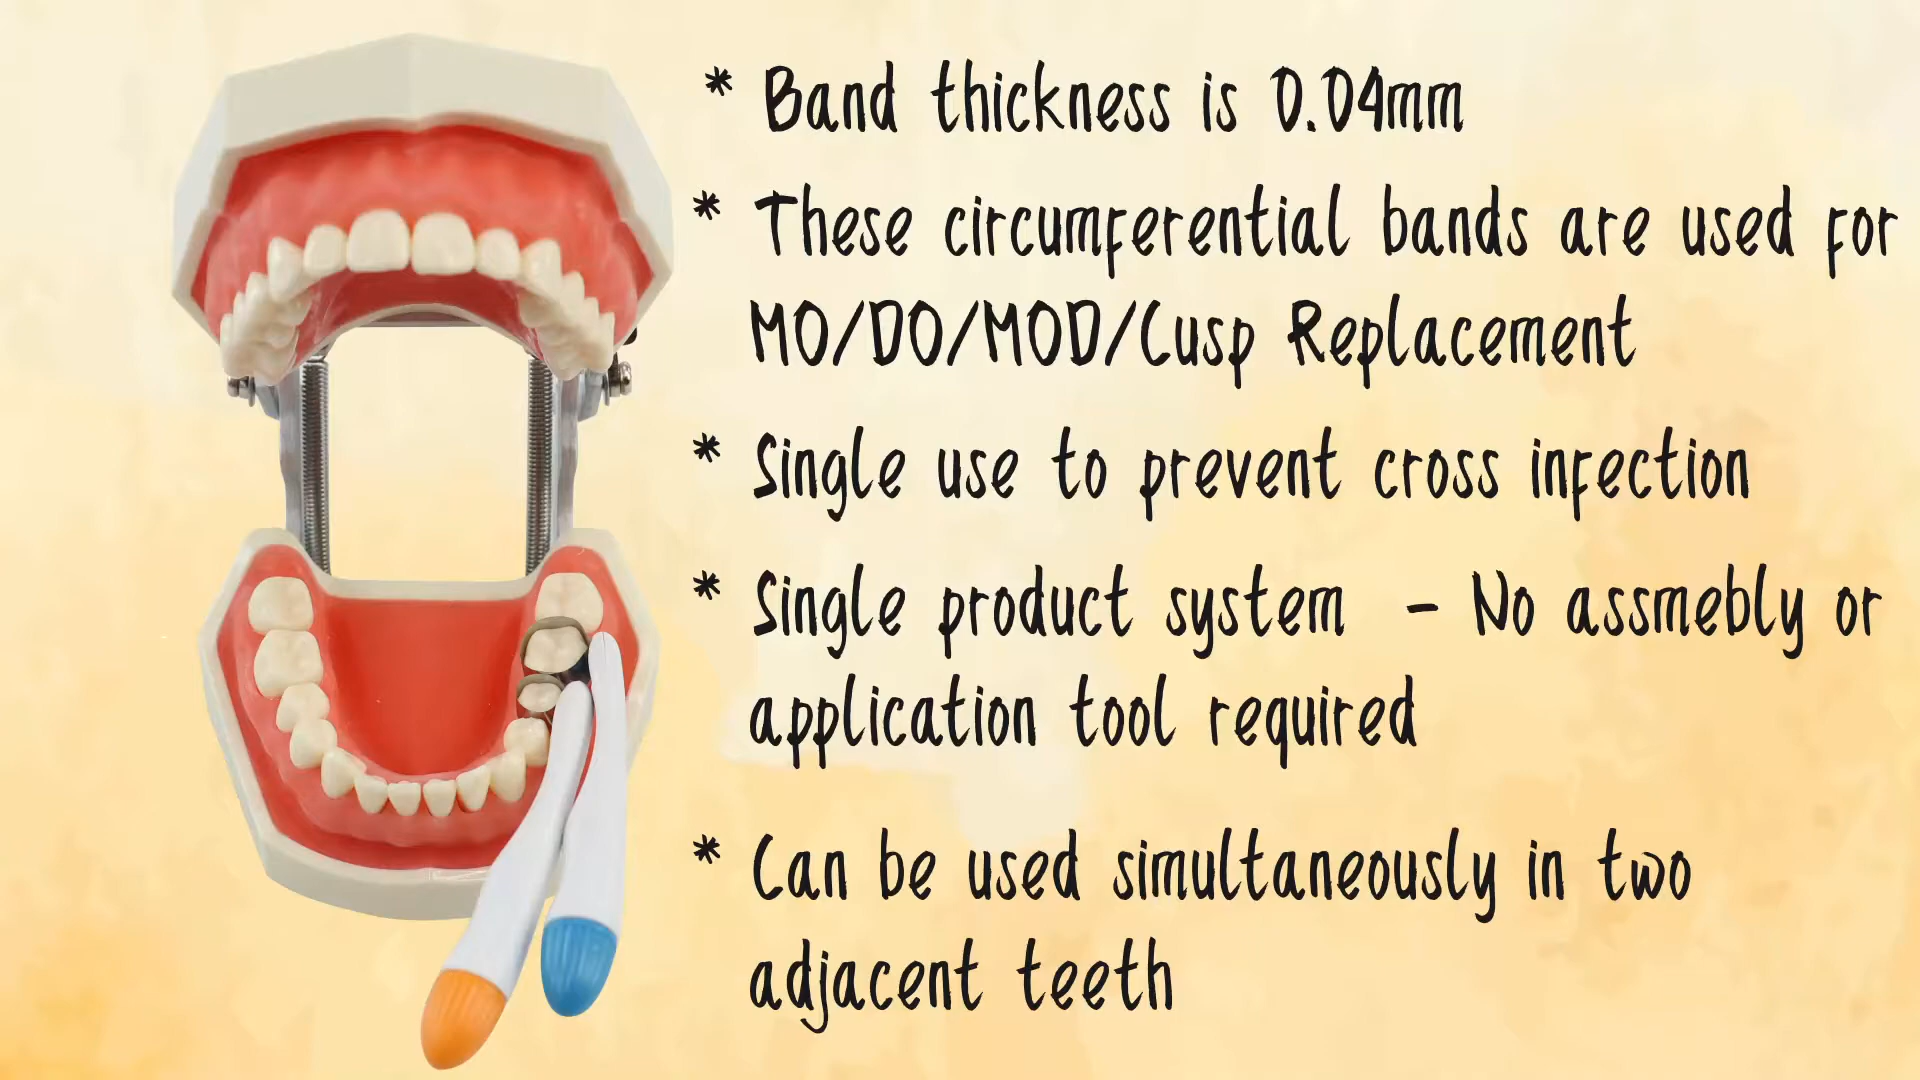 * Band thickness is 0.04mm
* These circumferential bands are used for
MO/DO/MOD/Cusp Replacement
* Single use to prevent cross infection
* Single product system - No assmebly or
application tool required
* Can be used simultaneously in two
adjacent teeth